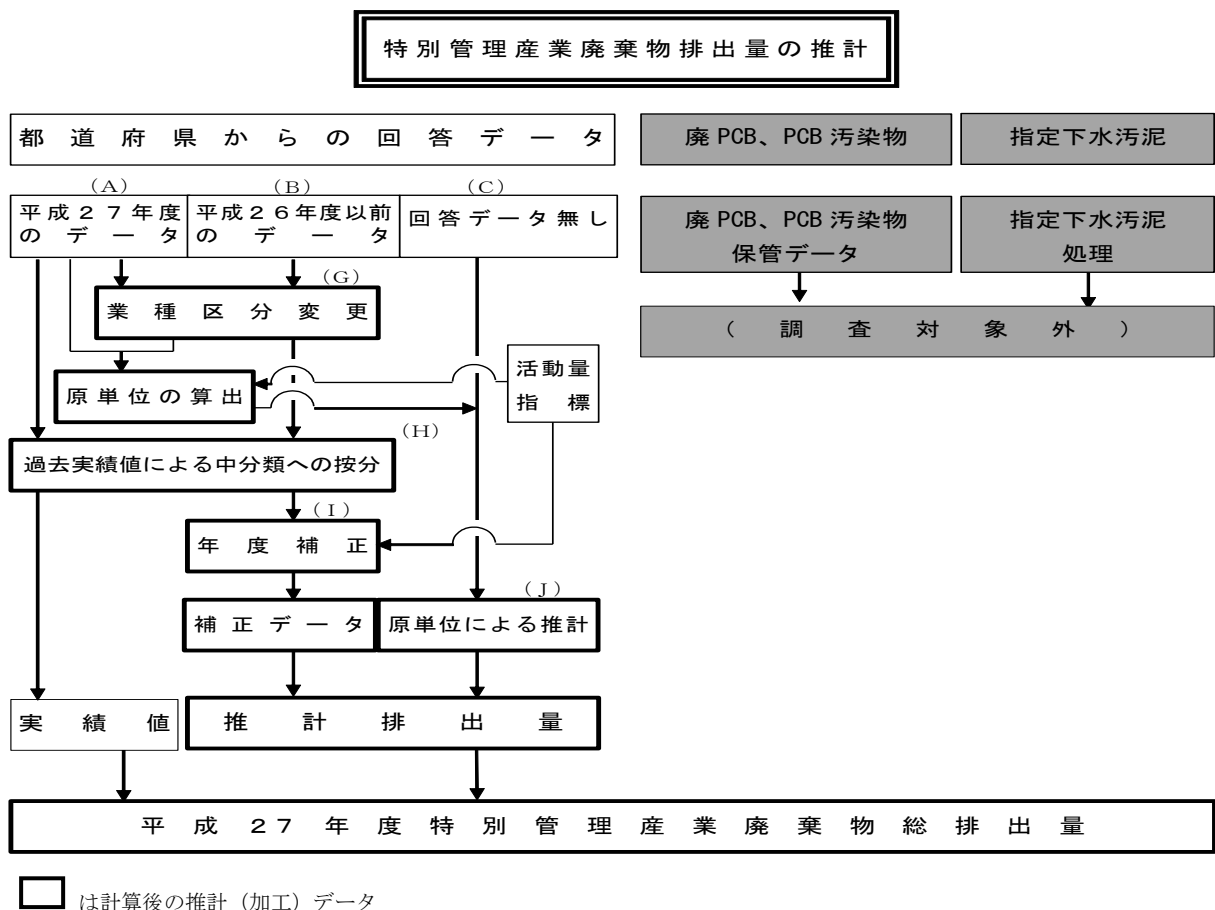 特別管理産業廃棄物排出量の推計
都道府県からの回答データ
廃PCB、PCB汚染物
指定下水汚泥
(A)
(B)
(C)
平成27年度
のデータ
平成26年度以前
のデータ
回答データ無し
廃PCB、PCB汚染物
保管データ
指定下水汚泥
処理
(G)
業種区分変更
(調査対象外)
活動量
指標
原単位の算出
(H)
過去実績値による中分類への按分
(I)
年度補正
(J)
補正データ
原単位による推計
実績値
推計排出量
平成27年度特別管理産業廃棄物総排出量
は計算後の推計(加工)データ